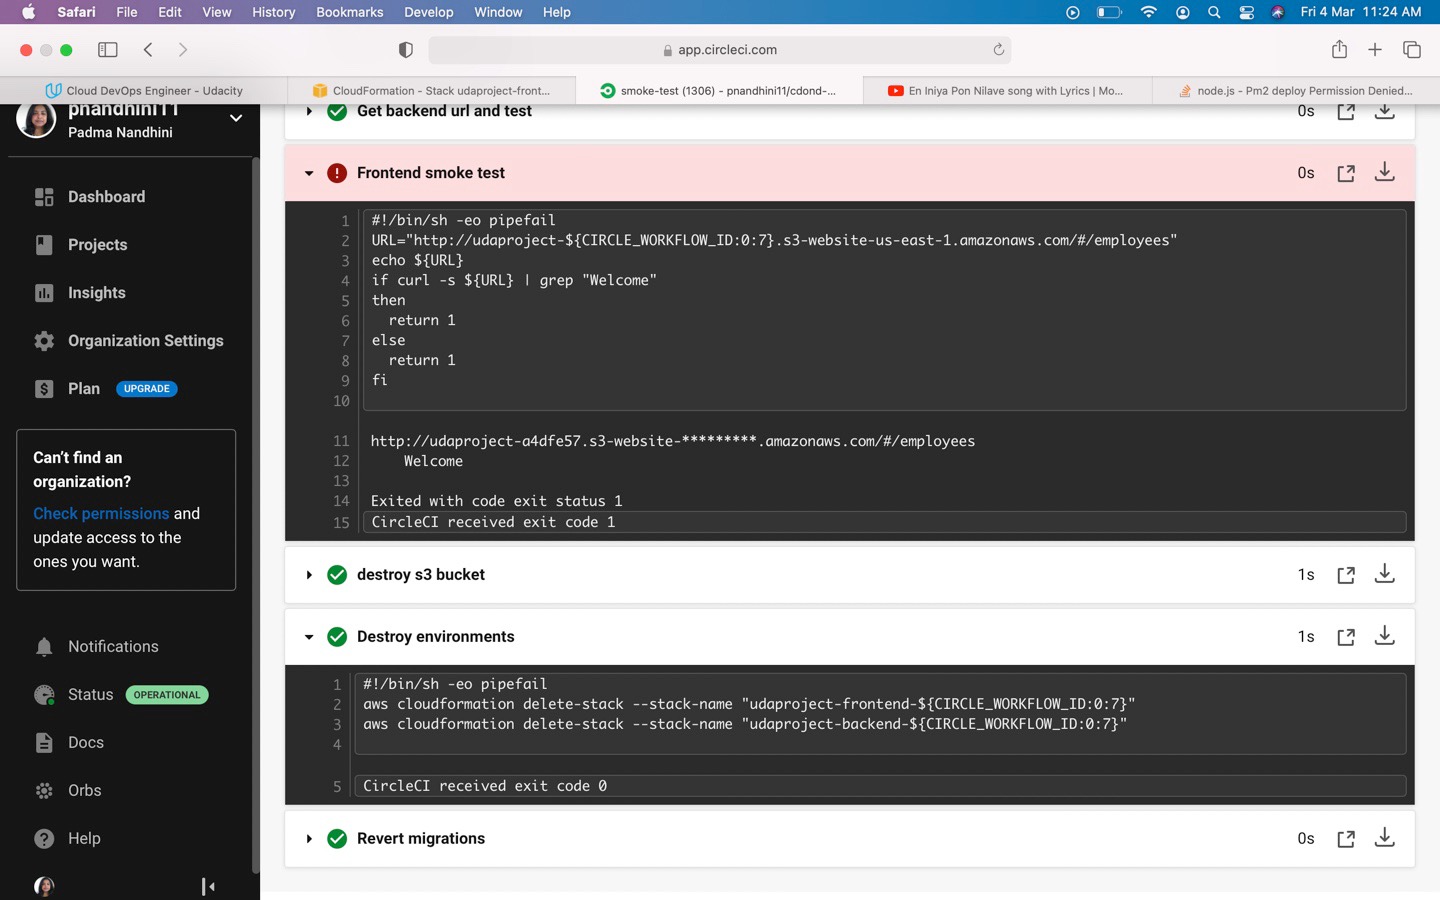 Safari File Edit View History Bookmarks Develop Window Help Fri 4 Mar 11:24 AM
app.circleci.com
Cloud DevOps Engineer - Udacity
CloudFormation - Stack udaproject-front...
smoke-test (1306) - pnandhini11/cdond-...
En Iniya Pon Nilave song with Lyrics | Mo...
node.js - Pm2 deploy Permission Denied...
pnandhini11
Padma Nandhini
Dashboard
Projects
Insights
Organization Settings
Plan UPGRADE
Can't find an
organization?
Check permissions and
update access to the
ones you want.
Notifications
Status OPERATIONAL
Docs
Orbs
Help
Get backend url and test 0s
Frontend smoke test 0s
1 #!/bin/sh -eo pipefail
2 URL="http://udaproject-${CIRCLE_WORKFLOW_ID:0:7}.s3-website-us-east-1.amazonaws.com/#/employees"
3 echo ${URL}
4 if curl -s ${URL} | grep "Welcome"
5 then
6 return 1
7 else
8 return 1
9 fi
10
11 http://udaproject-a4dfe57.s3-website-*********.amazonaws.com/#/employees
12 Welcome
13
14 Exited with code exit status 1
15 CircleCI received exit code 1
destroy s3 bucket 1s
Destroy environments 1s
1 #!/bin/sh -eo pipefail
2 aws cloudformation delete-stack --stack-name "udaproject-frontend-${CIRCLE_WORKFLOW_ID:0:7}"
3 aws cloudformation delete-stack --stack-name "udaproject-backend-${CIRCLE_WORKFLOW_ID:0:7}"
4
5 CircleCI received exit code 0
Revert migrations 0s